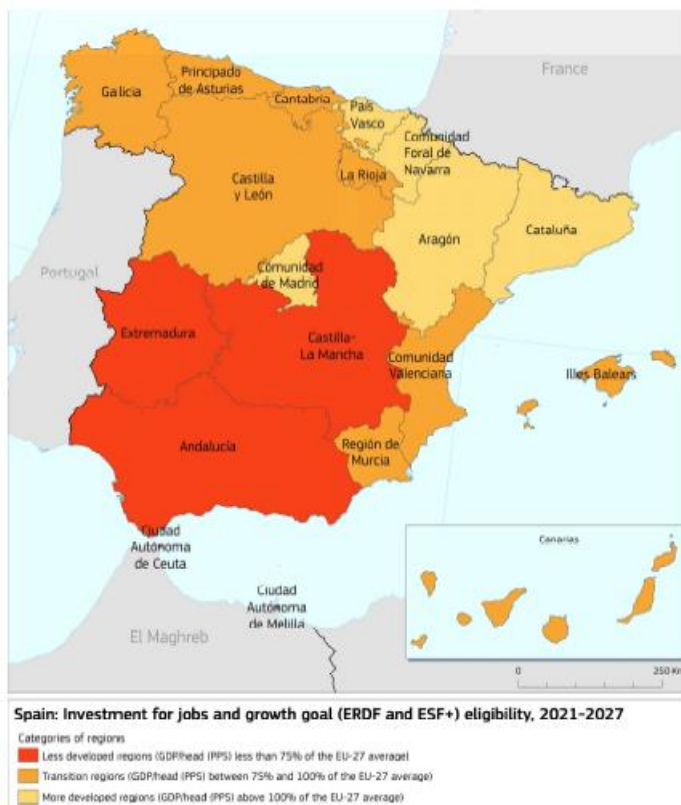 France
Galicia
Principado
de Asturias
Cantabria
País
Vasco
Comunidad
Foral de
Navarra
La Rioja
Castilla
y León
Aragón
Cataluña
Portugal
Comunidad
de Madrid
Extremadura
Castilla-
La Mancha
Comunidad
Valenciana
Illes Balears
Andalucía
Región de
Murcia
Ciudad
Autónoma
de Ceuta
Ciudad
Autónoma
de Melilla
El Maghreb
Canarias
0 250 Km
Spain: Investment for jobs and growth goal (ERDF and ESF+) eligibility, 2021-2027
Categories of regions
Less developed regions (GDP/head (PPS) less than 75% of the EU-27 average)
Transition regions (GDP/head (PPS) between 75% and 100% of the EU-27 average)
More developed regions (GDP/head (PPS) above 100% of the EU-27 average)